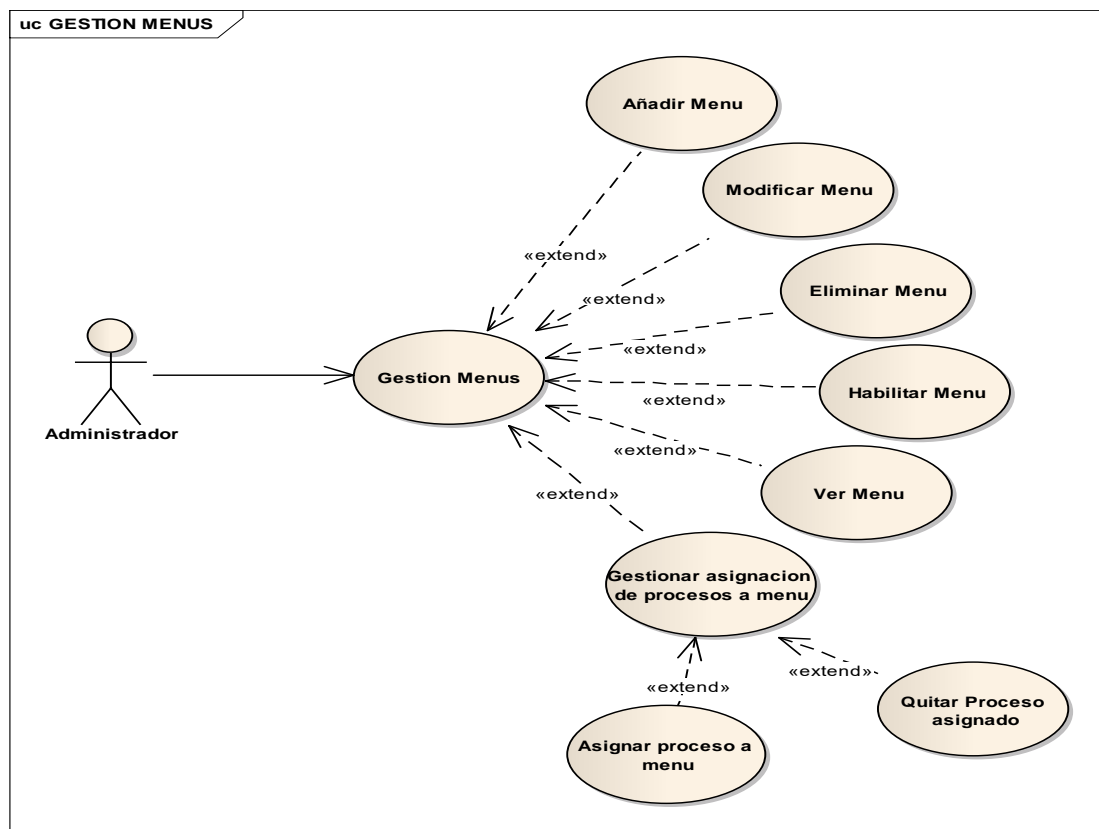 uc GESTION MENUS
Añadir Menu
Modificar Menu
«extend»
«extend»
Eliminar Menu
«extend»
Gestion Menus
Habilitar Menu
«extend»
Administrador
«extend»
Ver Menu
«extend»
Gestionar asignacion
de procesos a menu
«extend»
«extend»
Quitar Proceso
asignado
Asignar proceso a
menu